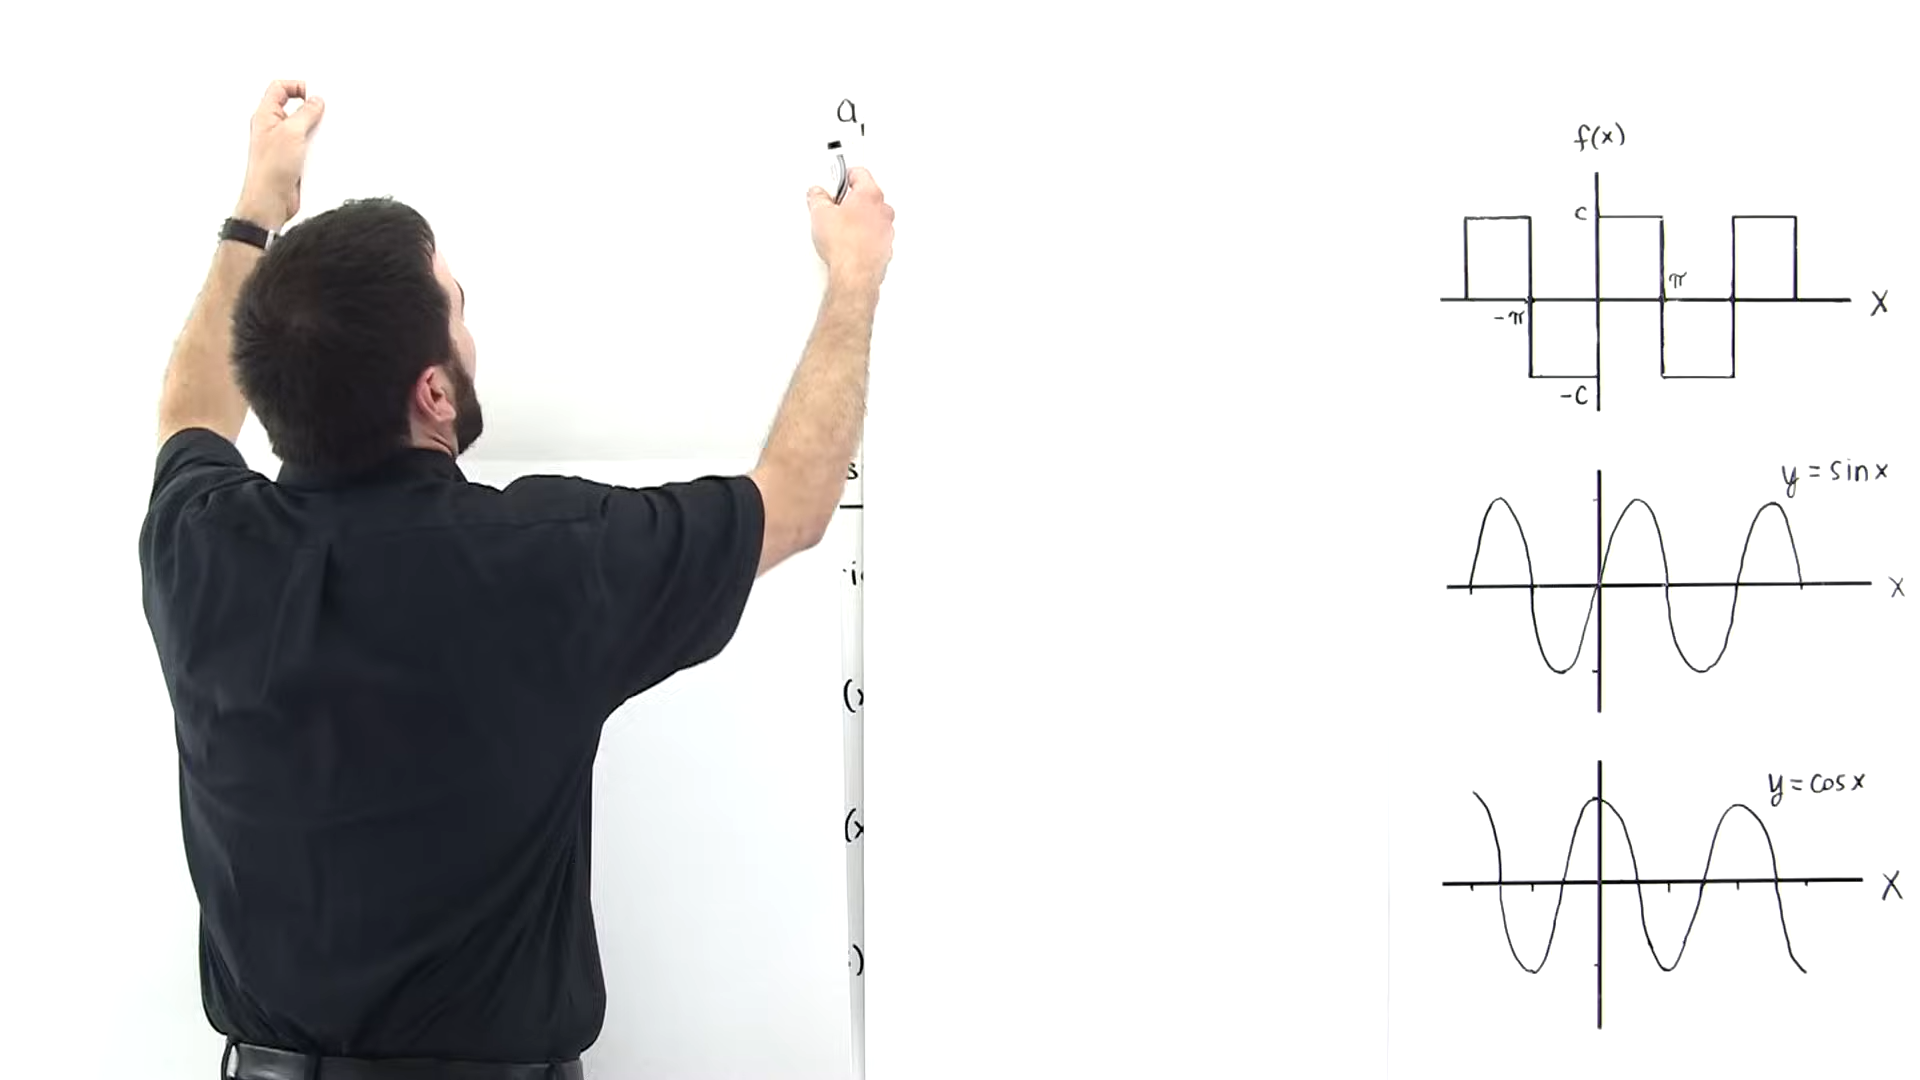 a₁
f(x)
c
π
x
-π
-c
y = sin x
x
y = cos x
x